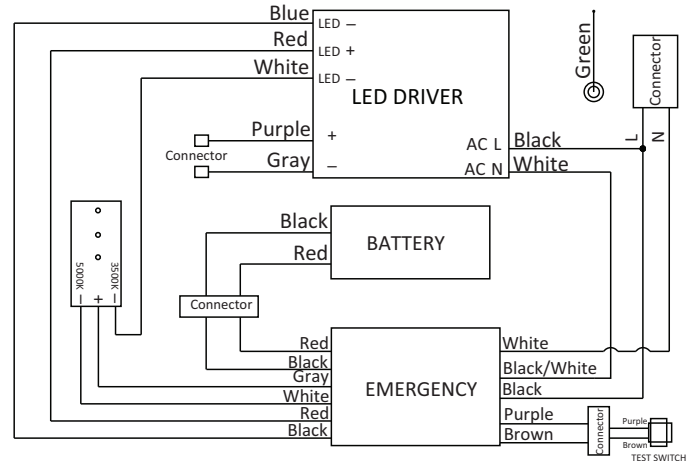 Blue
LED −
Red
LED +
White
LED −
LED DRIVER
Purple
+
Connector
Gray
−
AC L
Black
AC N
White
Green
Connector
L
N
Black
Red
BATTERY
5000K −
+
3500K −
Connector
Red
Black
Gray
White
Red
Black
EMERGENCY
White
Black/White
Black
Purple
Brown
Connector
Purple
Brown
TEST SWITCH